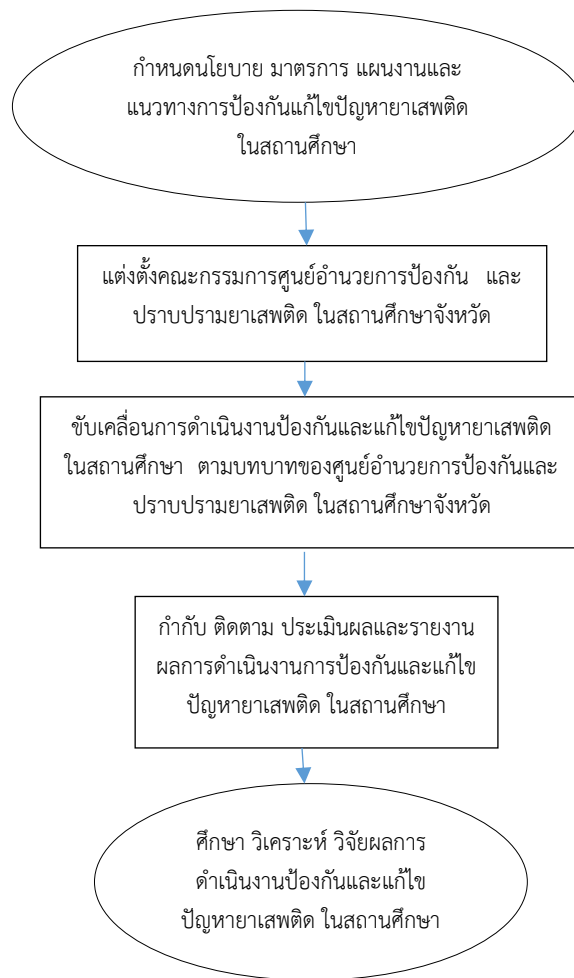 กำหนดนโยบาย มาตรการ แผนงานและ
แนวทางการป้องกันแก้ไขปัญหายาเสพติด
ในสถานศึกษา
แต่งตั้งคณะกรรมการศูนย์อำนวยการป้องกัน และ
ปราบปรามยาเสพติด ในสถานศึกษาจังหวัด
ขับเคลื่อนการดำเนินงานป้องกันและแก้ไขปัญหายาเสพติด
ในสถานศึกษา ตามบทบาทของศูนย์อำนวยการป้องกันและ
ปราบปรามยาเสพติด ในสถานศึกษาจังหวัด
กำกับ ติดตาม ประเมินผลและรายงาน
ผลการดำเนินงานการป้องกันและแก้ไข
ปัญหายาเสพติด ในสถานศึกษา
ศึกษา วิเคราะห์ วิจัยผลการ
ดำเนินงานป้องกันและแก้ไข
ปัญหายาเสพติด ในสถานศึกษา